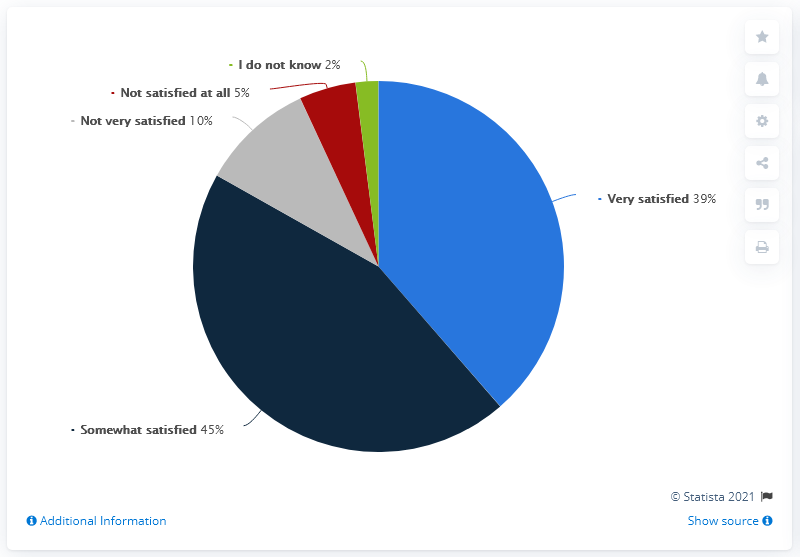 I do not know 2%
Not satisfied at all 5%
Not very satisfied 10%
Very satisfied 39%
Somewhat satisfied 45%
© Statista 2021
Additional Information
Show source